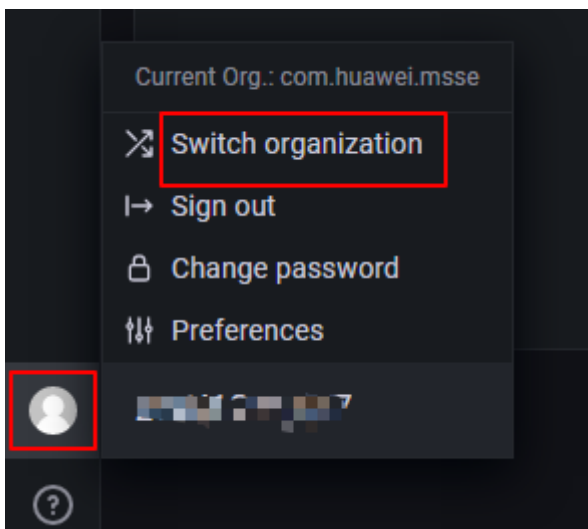 Current Org.: com.huawei.msse
Switch organization
Sign out
Change password
Preferences
?